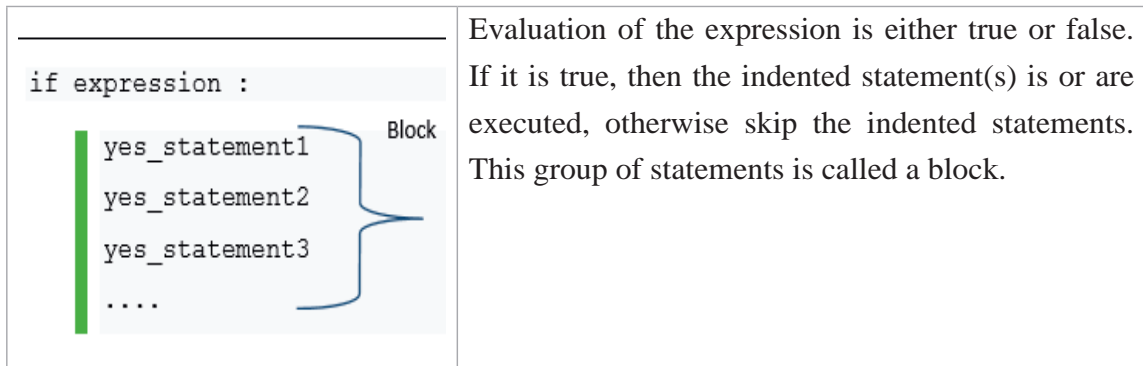 if expression :
yes_statement1
Block
yes_statement2
yes_statement3
....
Evaluation of the expression is either true or false.
If it is true, then the indented statement(s) is or are
executed, otherwise skip the indented statements.
This group of statements is called a block.